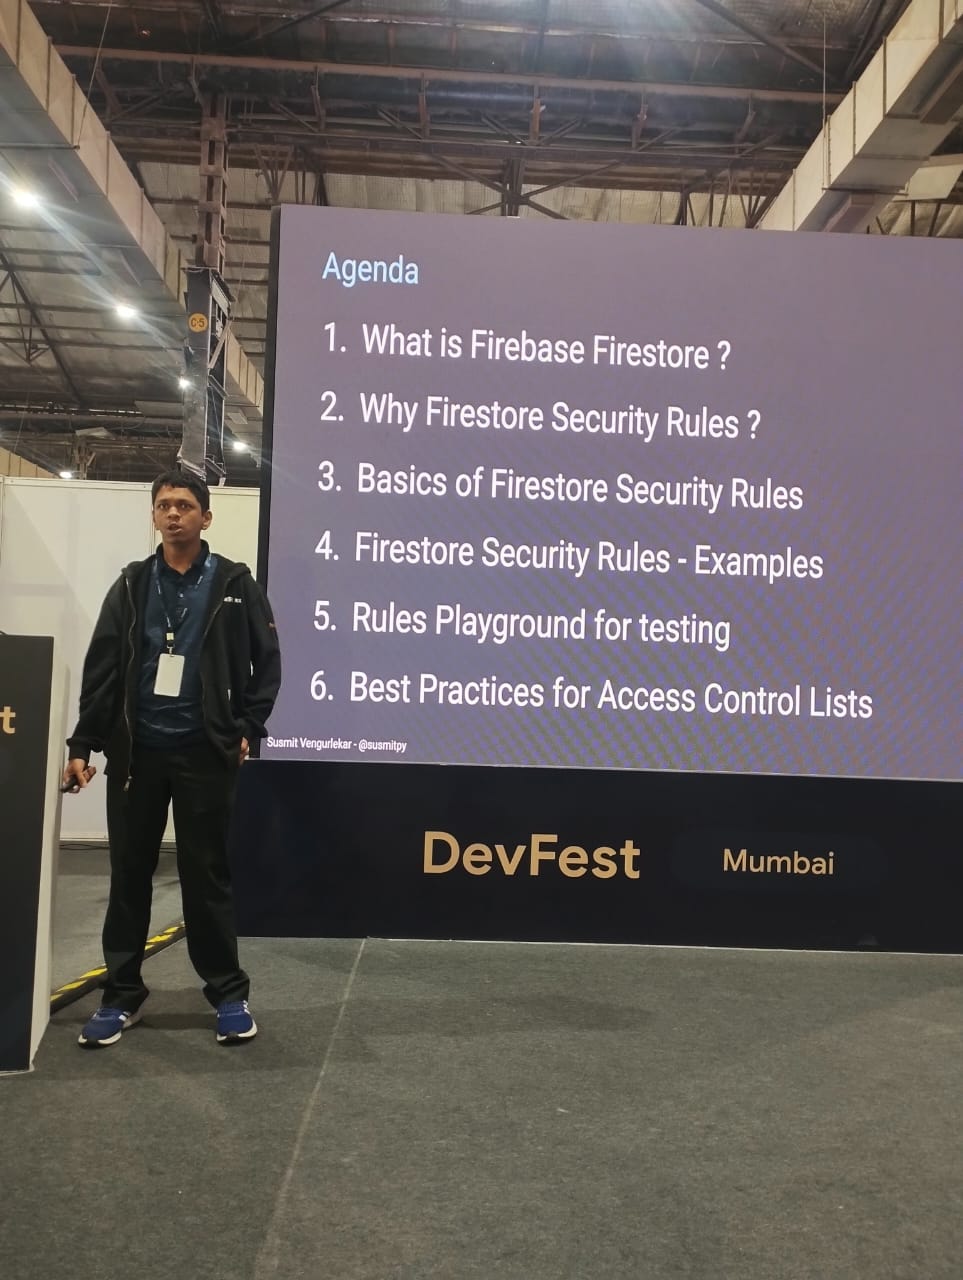 C-5
Agenda
1. What is Firebase Firestore ?
2. Why Firestore Security Rules ?
3. Basics of Firestore Security Rules
4. Firestore Security Rules - Examples
5. Rules Playground for testing
6. Best Practices for Access Control Lists
Susmit Vengurlekar - @susmitpy
t
DevFest Mumbai